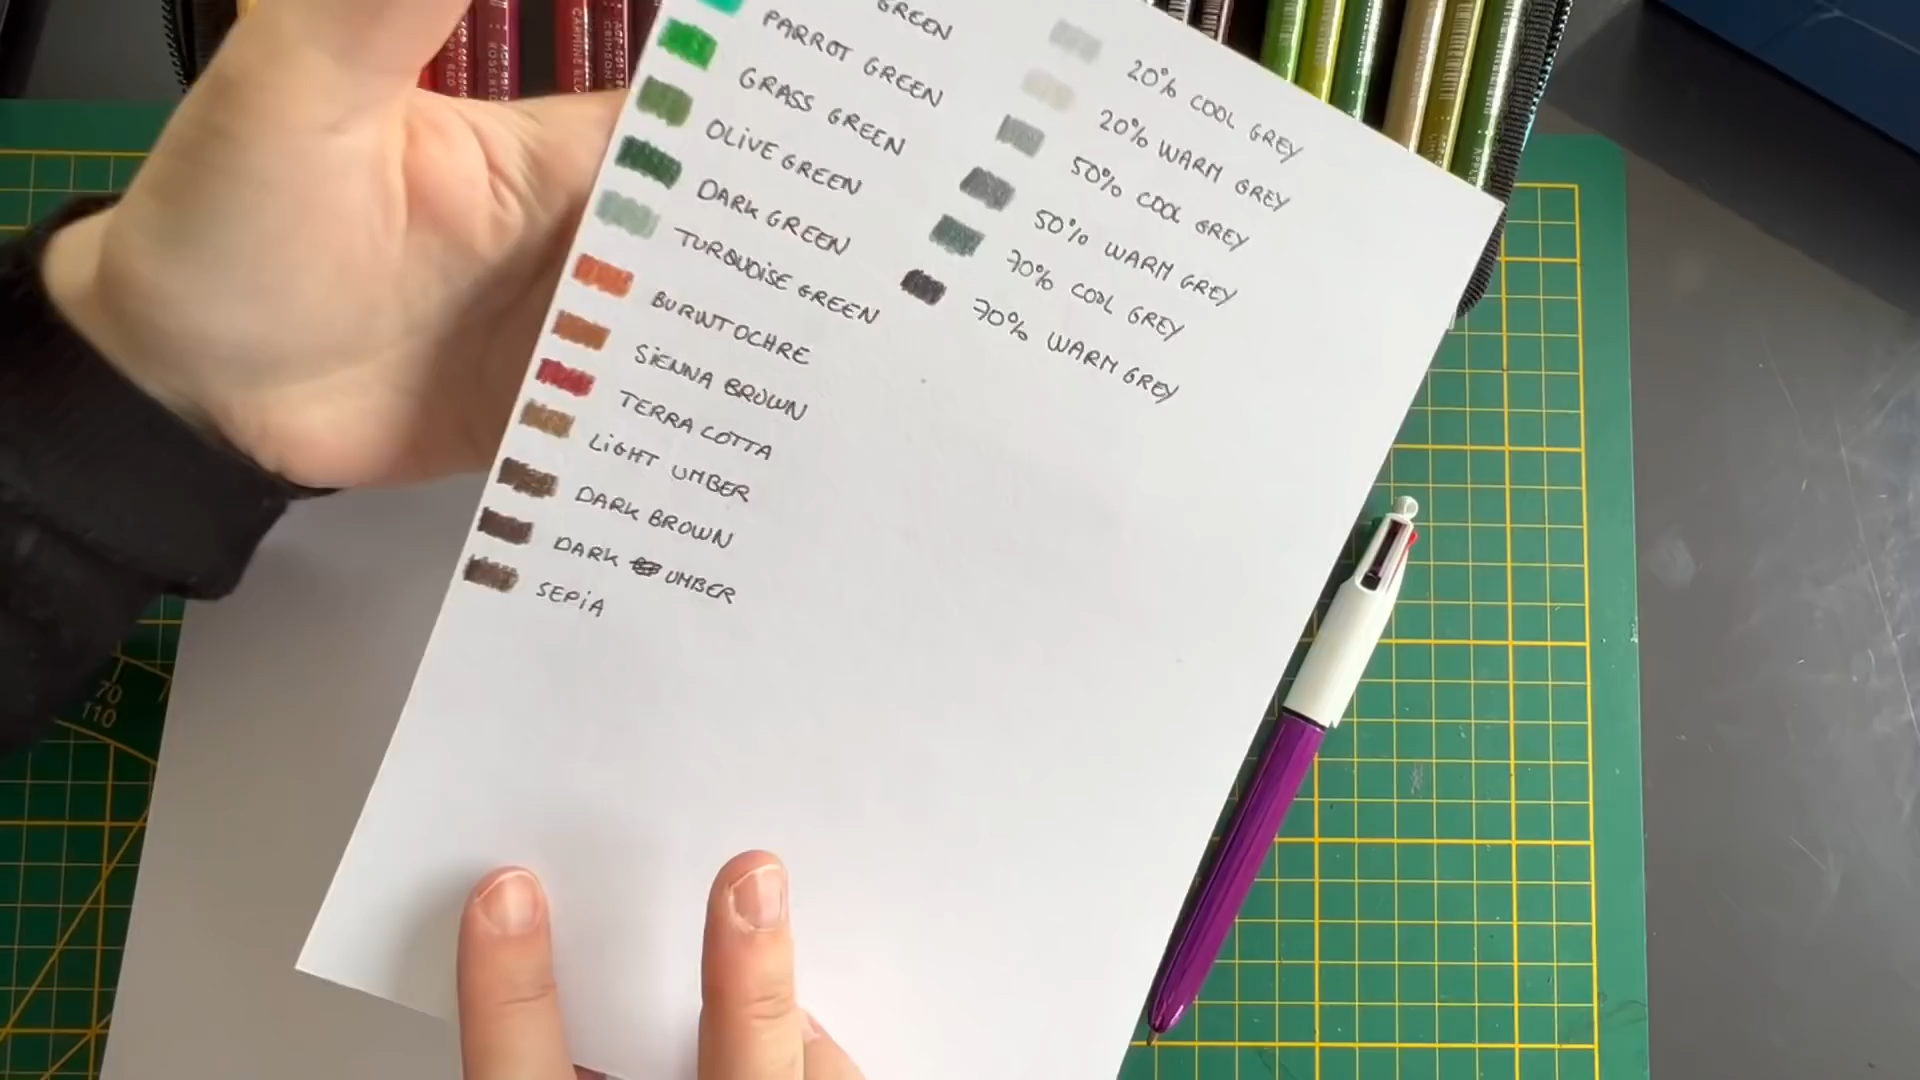 GREEN
PARROT GREEN
GRASS GREEN
OLIVE GREEN
DARK GREEN
TURQUOISE GREEN
BURNT OCHRE
SIENNA BROWN
TERRA COTTA
LIGHT UMBER
DARK BROWN
DARK UMBER
SEPIA
20% COOL GREY
20% WARM GREY
50% COOL GREY
50% WARM GREY
70% COOL GREY
70% WARM GREY
70
110